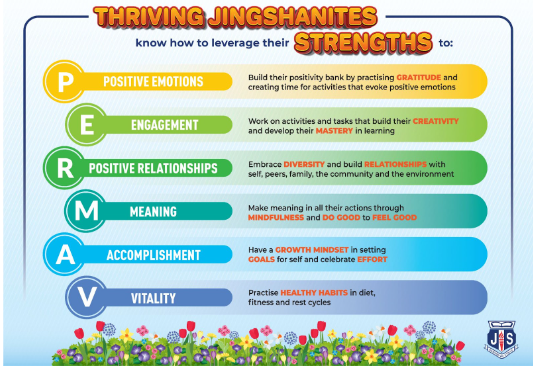 THRIVING JINGSHANITES
know how to leverage their STRENGTHS to:
P
POSITIVE EMOTIONS
Build their positivity bank by practising GRATITUDE and
creating time for activities that evoke positive emotions
E
ENGAGEMENT
Work on activities and tasks that build their CREATIVITY
and develop their MASTERY in learning
R
POSITIVE RELATIONSHIPS
Embrace DIVERSITY and build RELATIONSHIPS with
self, peers, family, the community and the environment
M
MEANING
Make meaning in all their actions through
MINDFULNESS and DO GOOD to FEEL GOOD
A
ACCOMPLISHMENT
Have a GROWTH MINDSET in setting
GOALS for self and celebrate EFFORT
V
VITALITY
Practise HEALTHY HABITS in diet,
fitness and rest cycles
JS